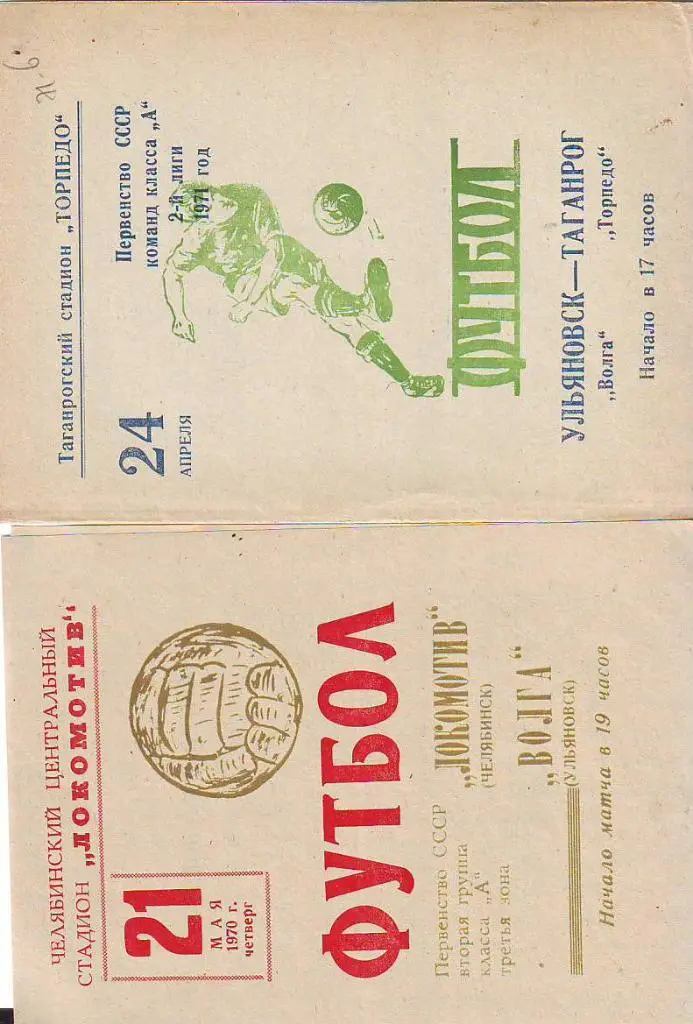 Таганрогский стадион „ТОРПЕДО"
24
АПРЕЛЯ
Первенство СССР
команд класса „А"
2-й лиги
1971 год
ФУТБОЛ
УЛЬЯНОВСК—ТАГАНРОГ
„Волга" „Торпедо"
Начало в 17 часов
ЧЕЛЯБИНСКИЙ ЦЕНТРАЛЬНЫЙ
СТАДИОН „ЛОКОМОТИВ"
21
МАЯ
1970 г.
четверг
ФУТБОЛ
Первенство СССР
вторая группа
класса „А"
третья зона
„ЛОКОМОТИВ"
(ЧЕЛЯБИНСК)
„ВОЛГА"
(УЛЬЯНОВСК)
Начало матча в 19 часов